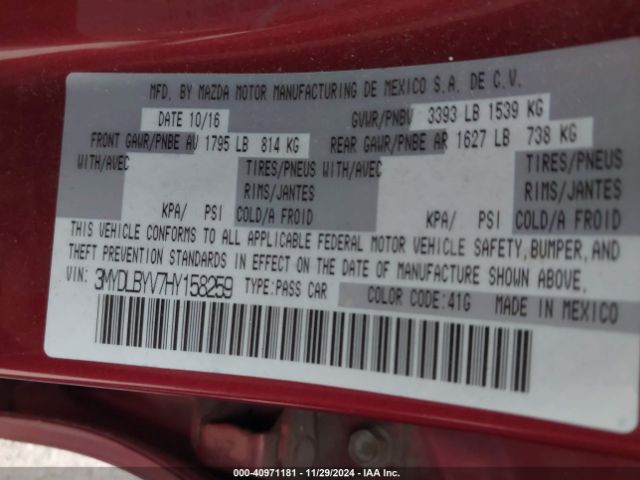 MFD. BY MAZDA MOTOR MANUFACTURING DE MEXICO S.A. DE C.V.
DATE 10/16 GVWR/PNBV 3393 LB 1539 KG
FRONT GAWR/PNBE AV 1795 LB 814 KG REAR GAWR/PNBE AR 1627 LB 738 KG
WITH/AVEC TIRES/PNEUS WITH/AVEC TIRES/PNEUS
RIMS/JANTES RIMS/JANTES
KPA/ PSI COLD/A FROID KPA/ PSI COLD/A FROID
THIS VEHICLE CONFORMS TO ALL APPLICABLE FEDERAL MOTOR VEHICLE SAFETY, BUMPER, AND
THEFT PREVENTION STANDARDS IN EFFECT ON THE DATE OF MANUFACTURE SHOWN ABOVE.
VIN: 3MYDLBYV7HY158259 TYPE:PASS CAR COLOR CODE:41G MADE IN MEXICO
000-40971181 - 11/29/2024 - IAA Inc.